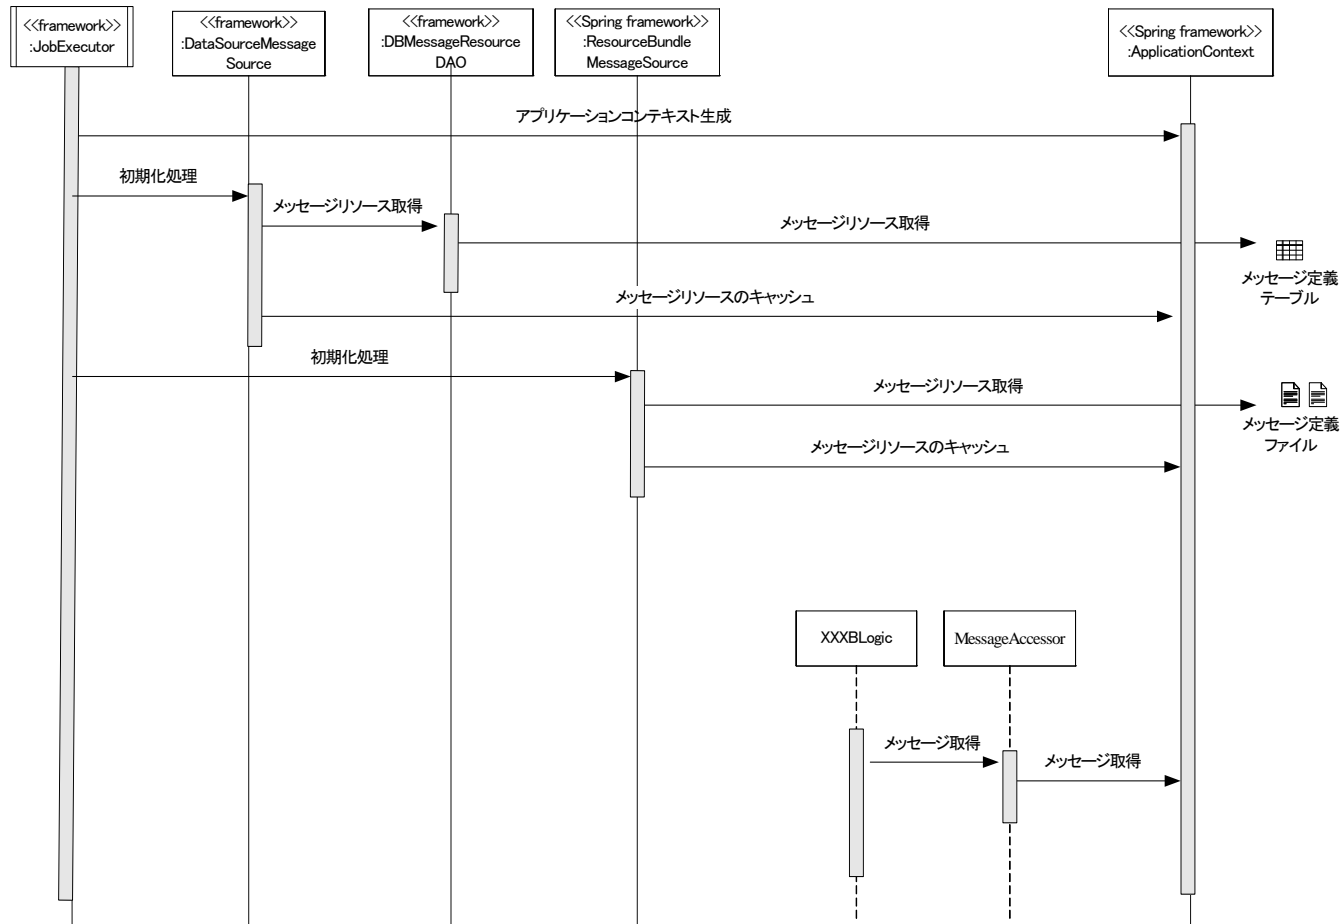 <<framework>>
:JobExecutor
<<framework>>
:DataSourceMessage
Source
<<framework>>
:DBMessageResource
DAO
<<Spring framework>>
:ResourceBundle
MessageSource
<<Spring framework>>
:ApplicationContext
アプリケーションコンテキスト生成
初期化処理
メッセージリソース取得
メッセージリソース取得
メッセージ定義
テーブル
メッセージリソースのキャッシュ
初期化処理
メッセージリソース取得
メッセージ定義
ファイル
メッセージリソースのキャッシュ
XXXBLogic
MessageAccessor
メッセージ取得
メッセージ取得